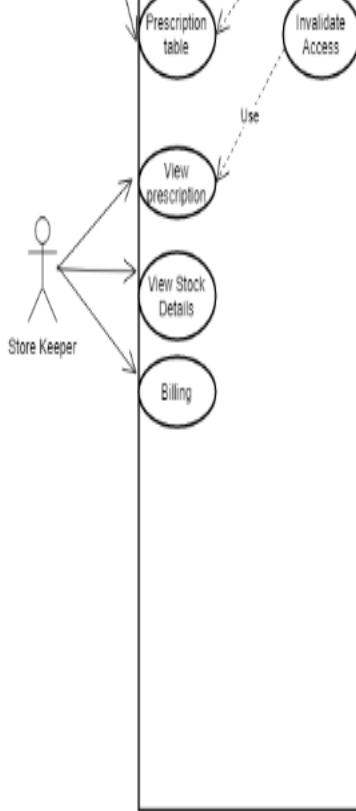 Prescription
table
Invalidate
Access
Use
View
prescription
View Stock
Details
Store Keeper
Billing